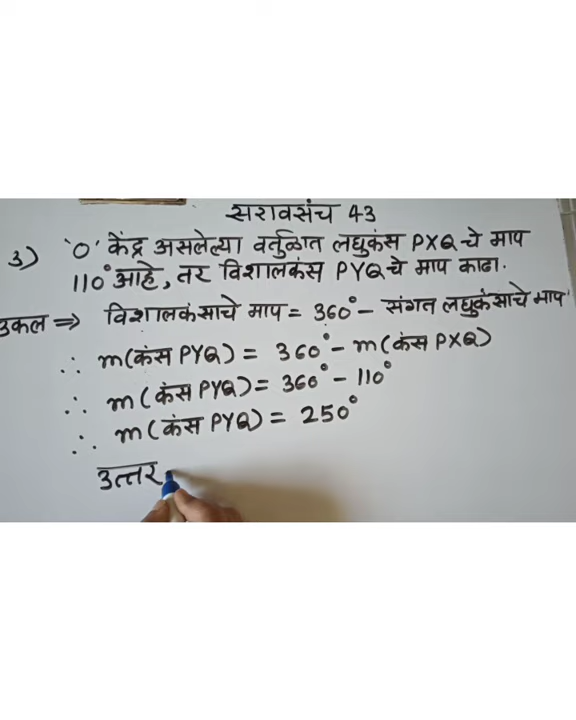 सरावसंच 43
3) 'O' केंद्र असलेल्या वर्तुळात लघुकंस PXQ चे माप
110° आहे, तर विशालकंस PYQ चे माप काढा.
उकल ⇒ विशालकंसाचे माप = 360° - संगत लघुकंसाचे माप
∴ m(कंस PYQ) = 360° - m(कंस PXQ)
∴ m(कंस PYQ) = 360° - 110°
∴ m(कंस PYQ) = 250°
उत्तर